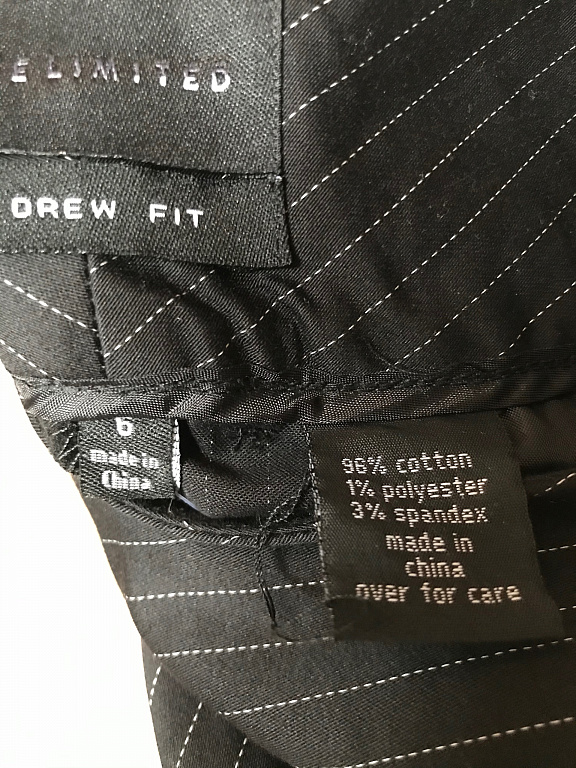 E LIMITED
DREW FIT
6
made in
China
96% cotton
1% polyester
3% spandex
made in
china
over for care